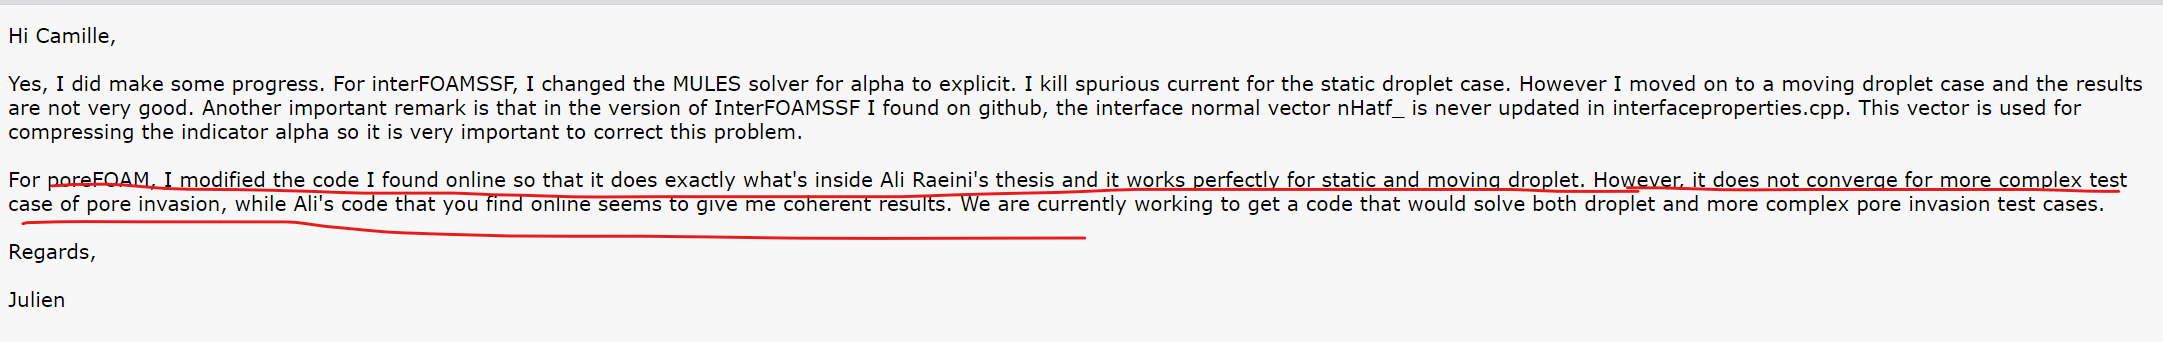 Hi Camille,
Yes, I did make some progress. For interFOAMSSF, I changed the MULES solver for alpha to explicit. I kill spurious current for the static droplet case. However I moved on to a moving droplet case and the results
are not very good. Another important remark is that in the version of InterFOAMSSF I found on github, the interface normal vector nHatf_ is never updated in interfaceproperties.cpp. This vector is used for
compressing the indicator alpha so it is very important to correct this problem.
For poreFOAM, I modified the code I found online so that it does exactly what's inside Ali Raeini's thesis and it works perfectly for static and moving droplet. However, it does not converge for more complex test
case of pore invasion, while Ali's code that you find online seems to give me coherent results. We are currently working to get a code that would solve both droplet and more complex pore invasion test cases.
Regards,
Julien